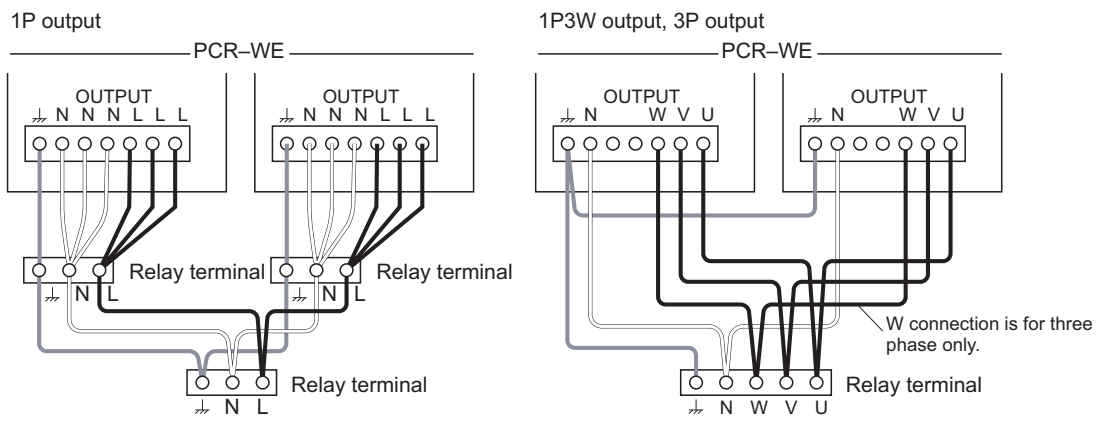 1P output
PCR–WE
OUTPUT
N N N L L L
OUTPUT
N N N L L L
Relay terminal
N L
Relay terminal
N L
Relay terminal
N L
1P3W output, 3P output
PCR–WE
OUTPUT
N W V U
OUTPUT
N W V U
W connection is for three
phase only.
Relay terminal
N W V U